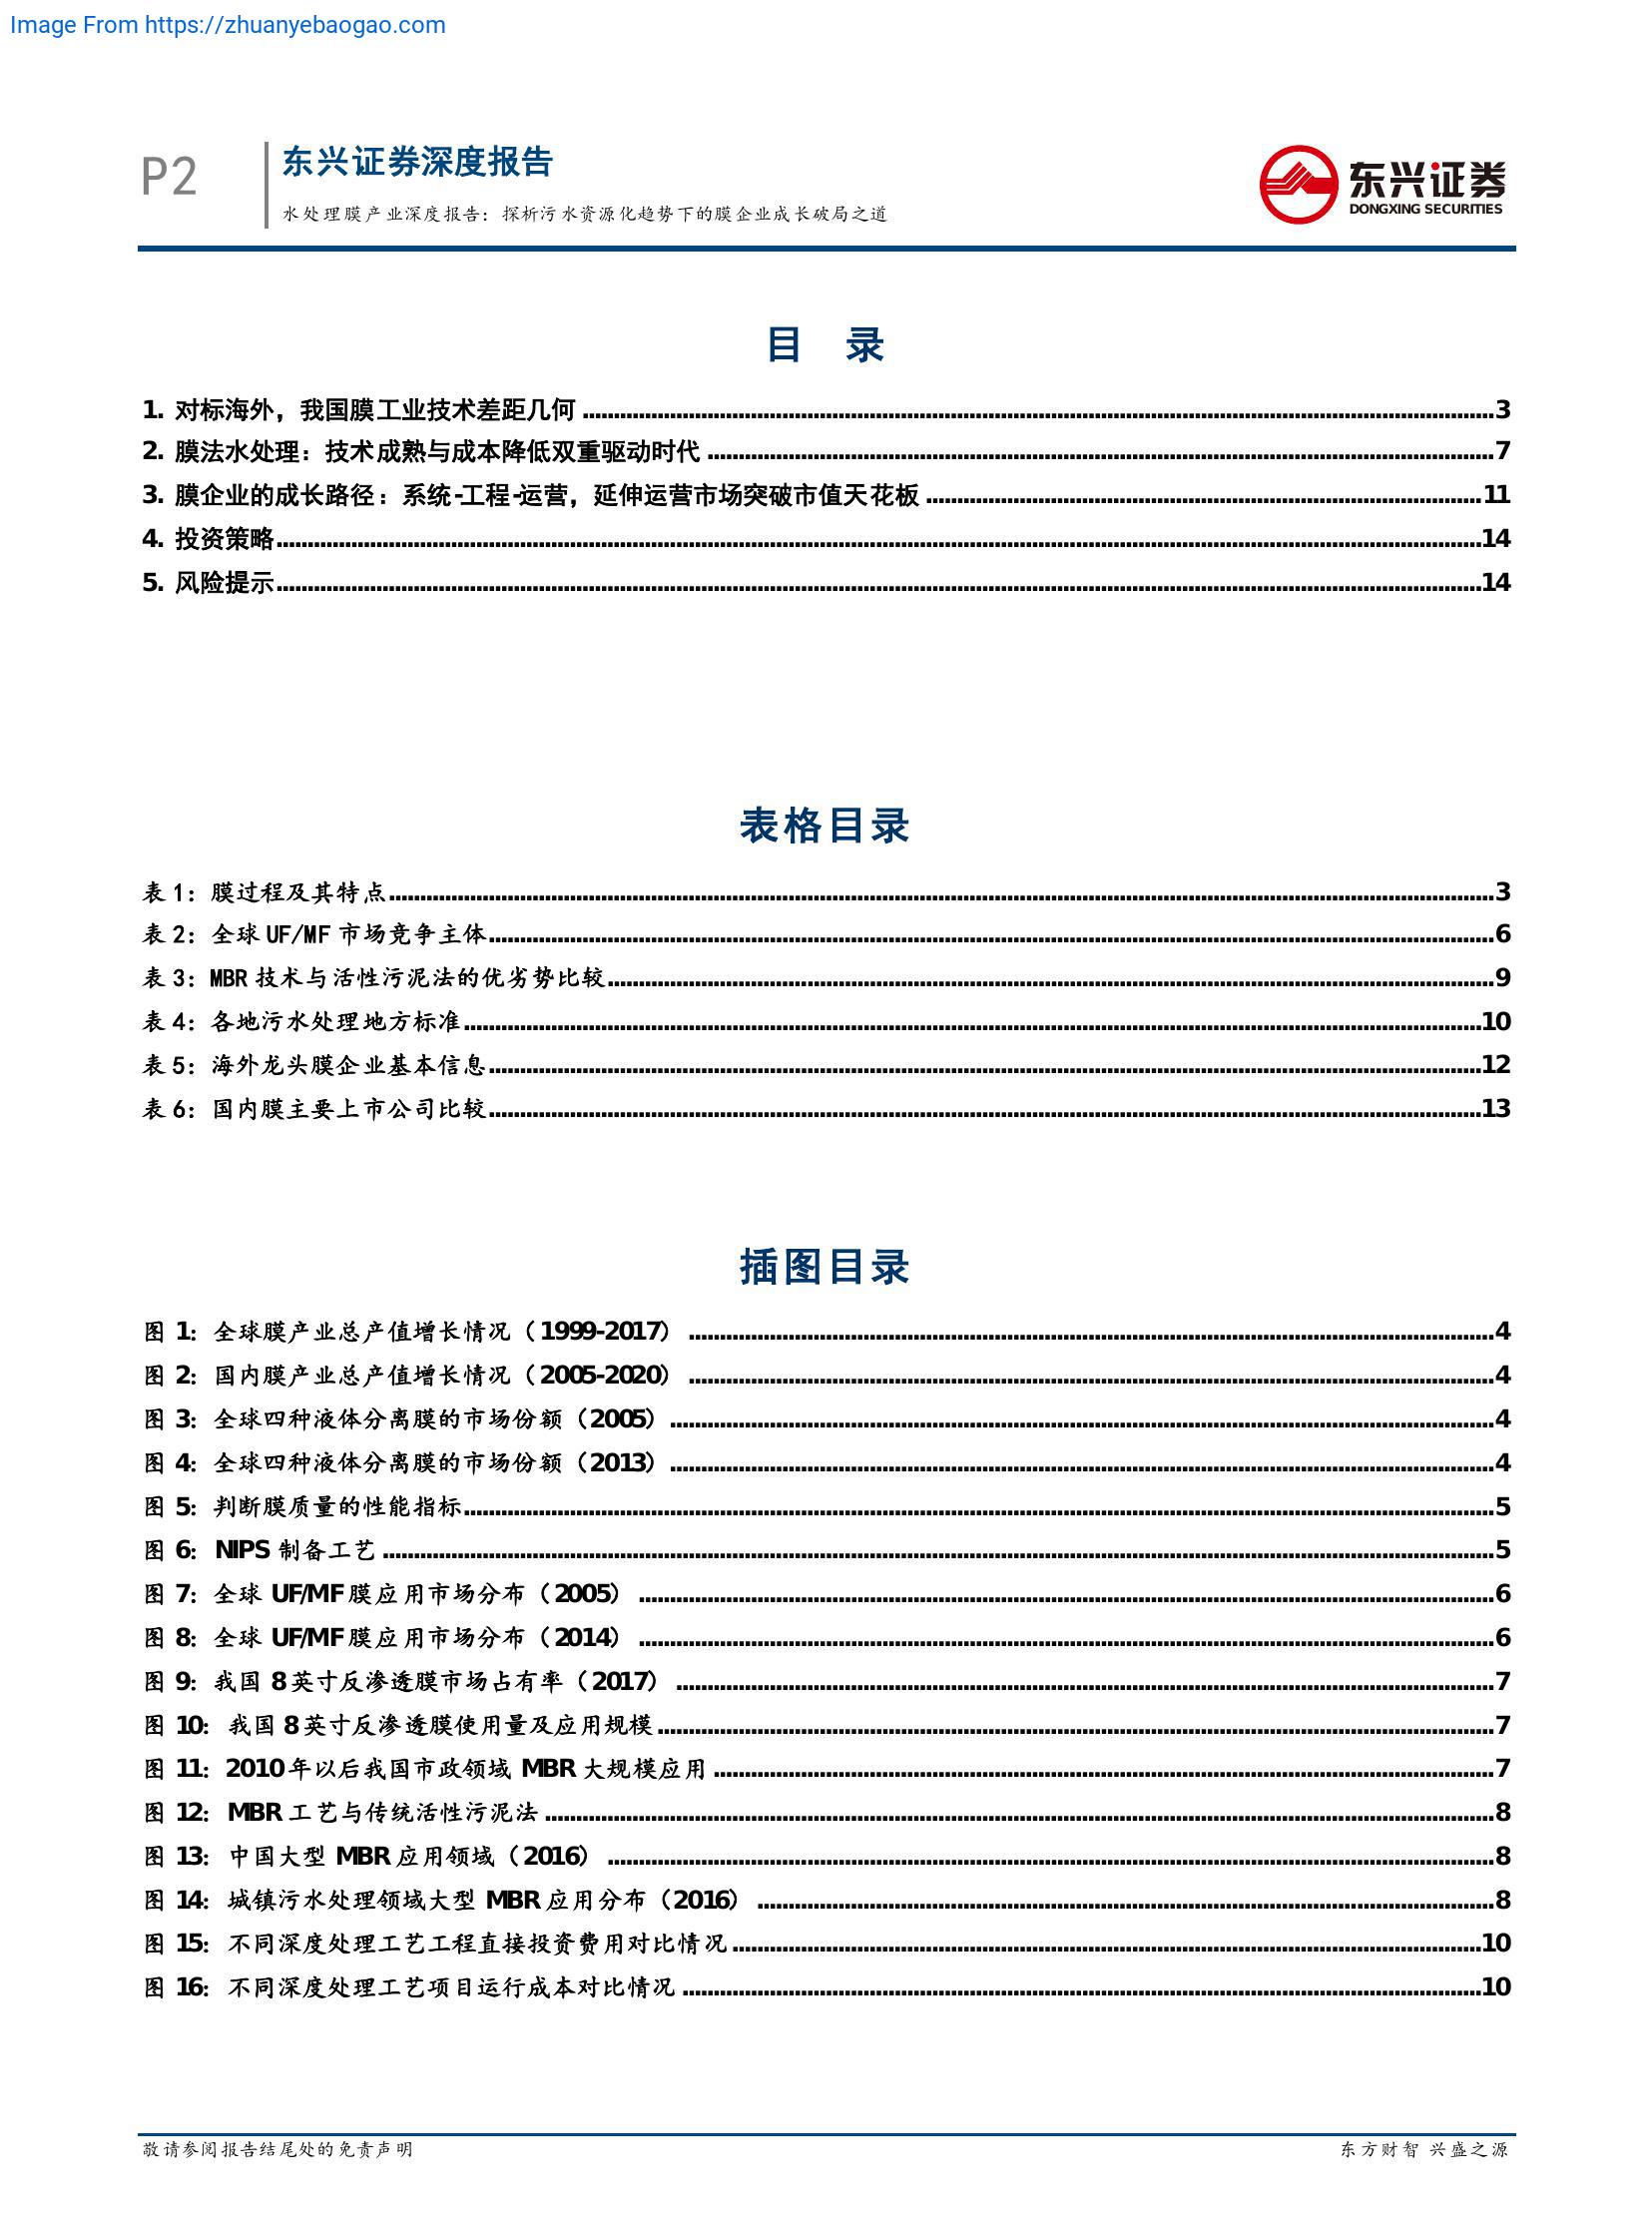 Image From https://zhuanyebaogao.com
P2
东兴证券深度报告
水处理膜产业深度报告：探析污水资源化趋势下的膜企业成长破局之道
东兴证券
DONGXING SECURITIES
目 录
1. 对标海外，我国膜工业技术差距几何 ........ 3
2. 膜法水处理：技术成熟与成本降低双重驱动时代 ........ 7
3. 膜企业的成长路径：系统-工程-运营，延伸运营市场突破市值天花板 ........ 11
4. 投资策略 ........ 14
5. 风险提示 ........ 14
表格目录
表 1：膜过程及其特点 ........ 3
表 2：全球 UF/MF 市场竞争主体 ........ 6
表 3：MBR 技术与活性污泥法的优劣势比较 ........ 9
表 4：各地污水处理地方标准 ........ 10
表 5：海外龙头膜企业基本信息 ........ 12
表 6：国内膜主要上市公司比较 ........ 13
插图目录
图 1：全球膜产业总产值增长情况（1999-2017） ........ 4
图 2：国内膜产业总产值增长情况（2005-2020） ........ 4
图 3：全球四种液体分离膜的市场份额（2005） ........ 4
图 4：全球四种液体分离膜的市场份额（2013） ........ 4
图 5：判断膜质量的性能指标 ........ 5
图 6：NIPS 制备工艺 ........ 5
图 7：全球 UF/MF 膜应用市场分布（2005） ........ 6
图 8：全球 UF/MF 膜应用市场分布（2014） ........ 6
图 9：我国 8 英寸反渗透膜市场占有率（2017） ........ 7
图 10：我国 8 英寸反渗透膜使用量及应用规模 ........ 7
图 11：2010 年以后我国市政领域 MBR 大规模应用 ........ 7
图 12：MBR 工艺与传统活性污泥法 ........ 8
图 13：中国大型 MBR 应用领域（2016） ........ 8
图 14：城镇污水处理领域大型 MBR 应用分布（2016） ........ 8
图 15：不同深度处理工艺工程直接投资费用对比情况 ........ 10
图 16：不同深度处理工艺项目运行成本对比情况 ........ 10
敬请参阅报告结尾处的免责声明
东方财智 兴盛之源